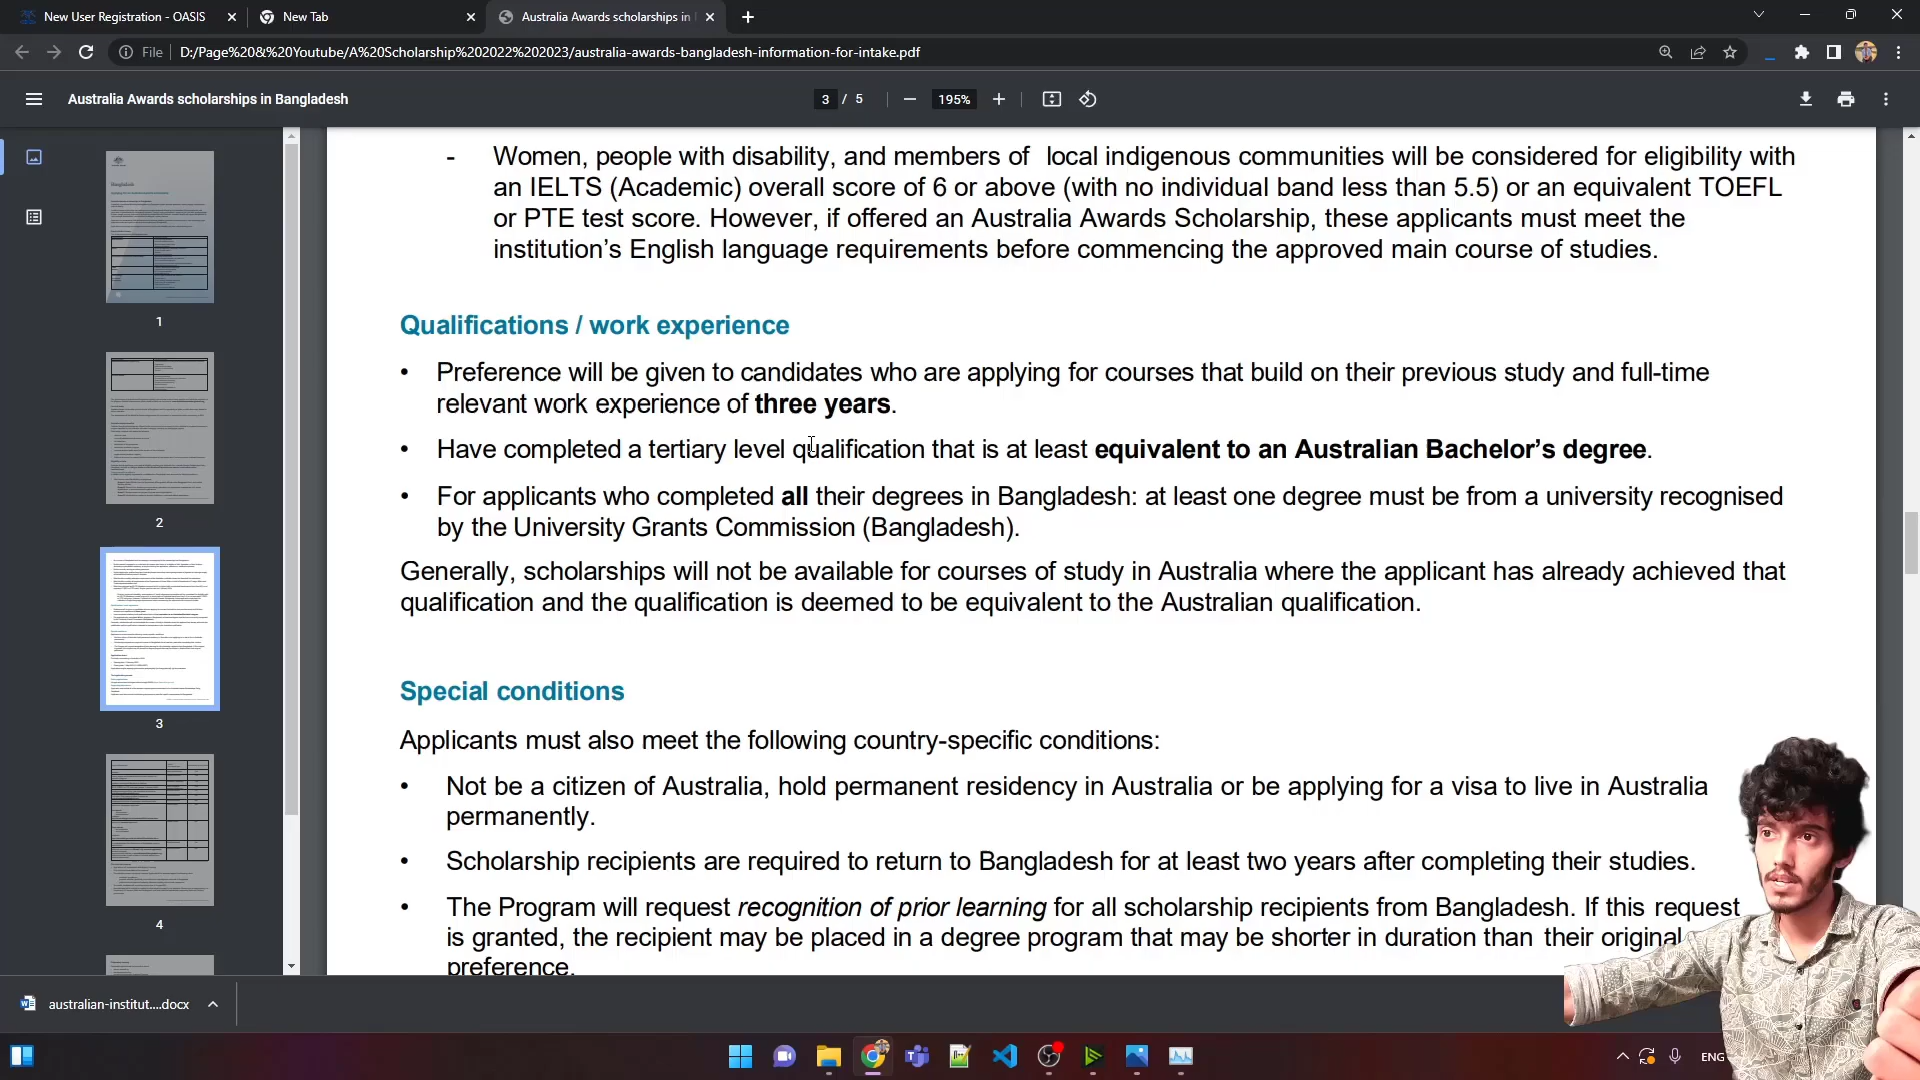 New User Registration - OASIS
New Tab
Australia Awards scholarships in
File
D:/Page%20&%20Youtube/A%20Scholarship%202022%202023/australia-awards-bangladesh-information-for-intake.pdf
Australia Awards scholarships in Bangladesh
3 / 5
195%
- Women, people with disability, and members of local indigenous communities will be considered for eligibility with
an IELTS (Academic) overall score of 6 or above (with no individual band less than 5.5) or an equivalent TOEFL
or PTE test score. However, if offered an Australia Awards Scholarship, these applicants must meet the
institution’s English language requirements before commencing the approved main course of studies.
Qualifications / work experience
• Preference will be given to candidates who are applying for courses that build on their previous study and full-time
relevant work experience of three years.
• Have completed a tertiary level qualification that is at least equivalent to an Australian Bachelor’s degree.
• For applicants who completed all their degrees in Bangladesh: at least one degree must be from a university recognised
by the University Grants Commission (Bangladesh).
Generally, scholarships will not be available for courses of study in Australia where the applicant has already achieved that
qualification and the qualification is deemed to be equivalent to the Australian qualification.
Special conditions
Applicants must also meet the following country-specific conditions:
• Not be a citizen of Australia, hold permanent residency in Australia or be applying for a visa to live in Australia
permanently.
• Scholarship recipients are required to return to Bangladesh for at least two years after completing their studies.
• The Program will request recognition of prior learning for all scholarship recipients from Bangladesh. If this request
is granted, the recipient may be placed in a degree program that may be shorter in duration than their original
preference.
1
2
3
4
australian-institut....docx
ENG